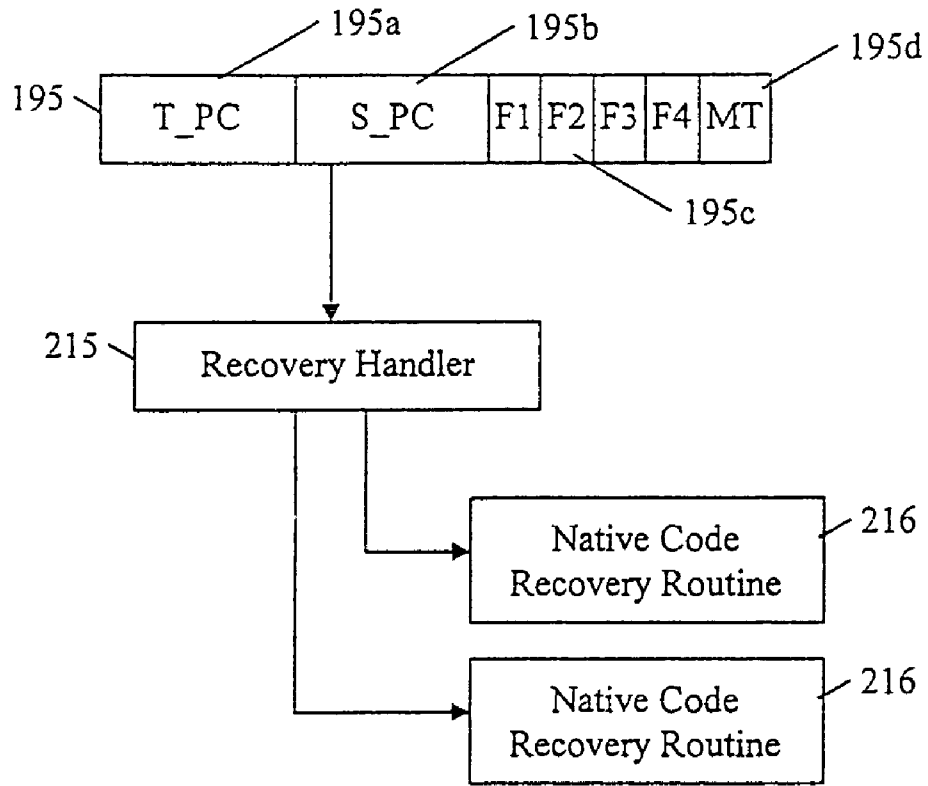 195a
195b
195d
195
T_PC S_PC F1 F2 F3 F4 MT
195c
215
Recovery Handler
216
Native Code
Recovery Routine
216
Native Code
Recovery Routine